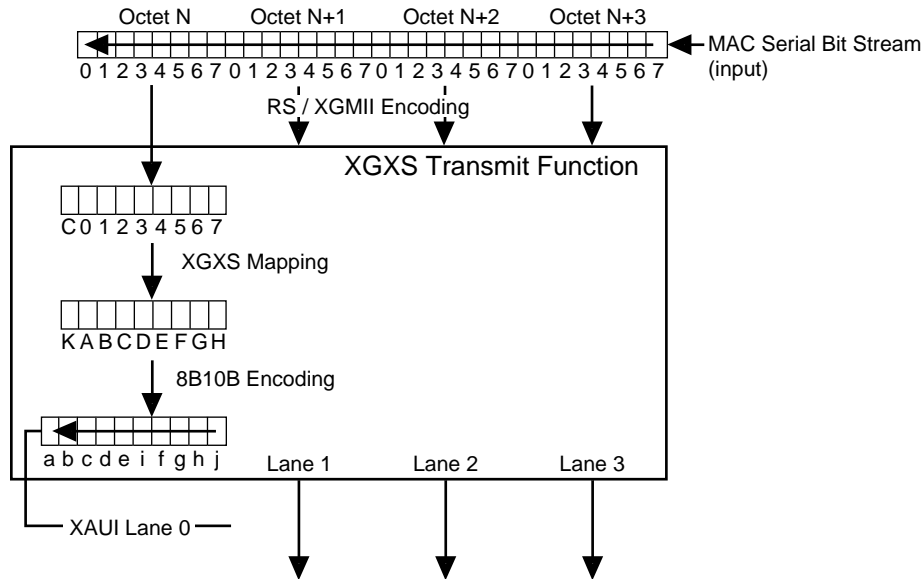 Octet N Octet N+1 Octet N+2 Octet N+3
MAC Serial Bit Stream
(input)
0 1 2 3 4 5 6 7 0 1 2 3 4 5 6 7 0 1 2 3 4 5 6 7 0 1 2 3 4 5 6 7
RS / XGMII Encoding
XGXS Transmit Function
C 0 1 2 3 4 5 6 7
XGXS Mapping
K A B C D E F G H
8B10B Encoding
a b c d e i f g h j
Lane 1 Lane 2 Lane 3
XAUI Lane 0